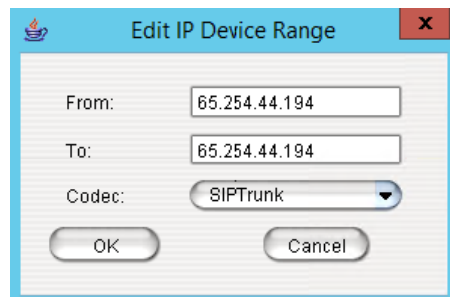 Edit IP Device Range
x
From: 65.254.44.194
To: 65.254.44.194
Codec: SIPTrunk
OK Cancel